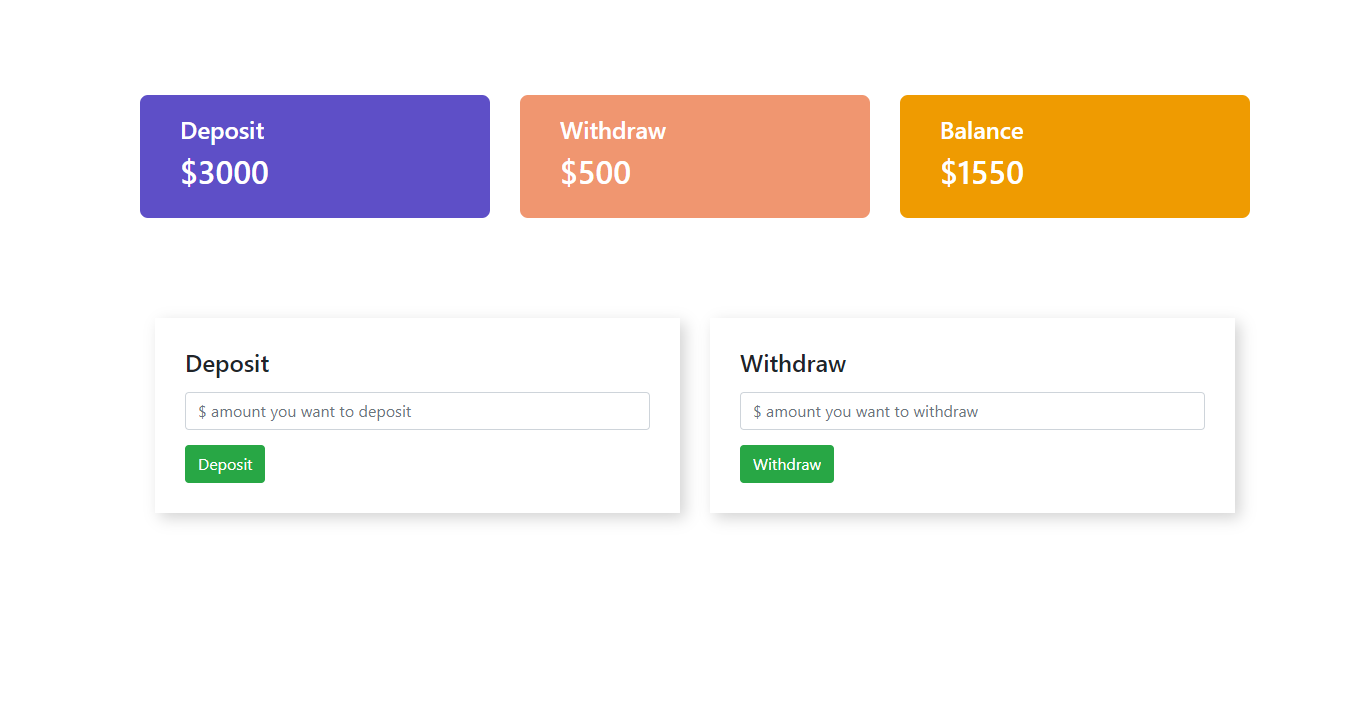 Deposit
$3000
Withdraw
$500
Balance
$1550
Deposit
$ amount you want to deposit
Deposit
Withdraw
$ amount you want to withdraw
Withdraw